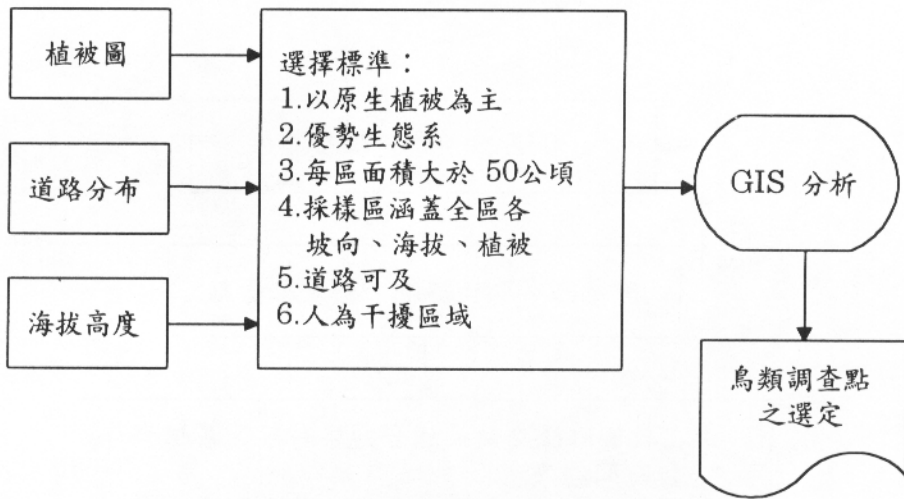 植被圖
道路分布
海拔高度
選擇標準：
1.以原生植被為主
2.優勢生態系
3.每區面積大於 50公頃
4.採樣區涵蓋全區各
坡向、海拔、植被
5.道路可及
6.人為干擾區域
GIS 分析
鳥類調查點
之選定